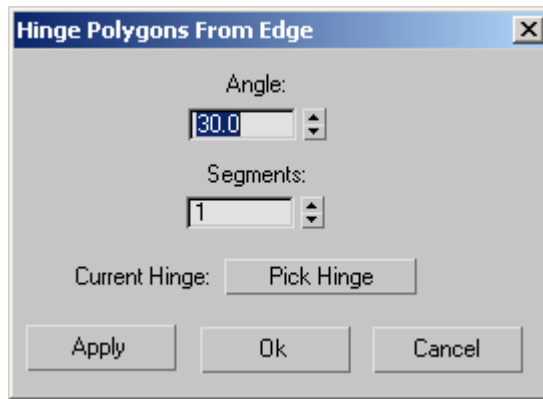 Hinge Polygons From Edge
Angle:
30.0
Segments:
1
Current Hinge: Pick Hinge
Apply Ok Cancel